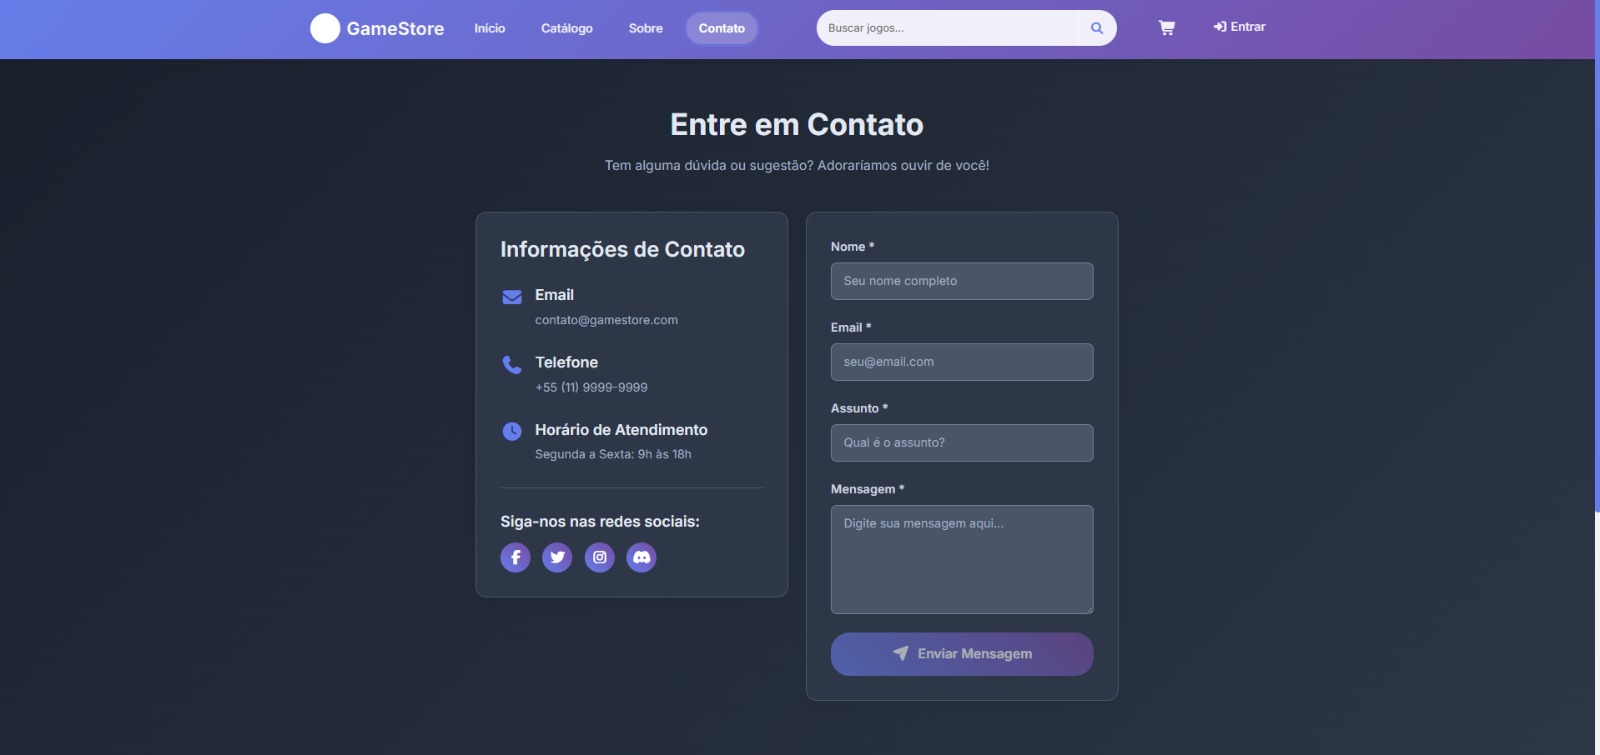 GameStore Início Catálogo Sobre Contato Buscar jogos... Entrar
Entre em Contato
Tem alguma dúvida ou sugestão? Adoraríamos ouvir de você!
Informações de Contato
Email
contato@gamestore.com
Telefone
+55 (11) 9999-9999
Horário de Atendimento
Segunda a Sexta: 9h às 18h
Siga-nos nas redes sociais:
Nome *
Seu nome completo
Email *
seu@email.com
Assunto *
Qual é o assunto?
Mensagem *
Digite sua mensagem aqui...
Enviar Mensagem